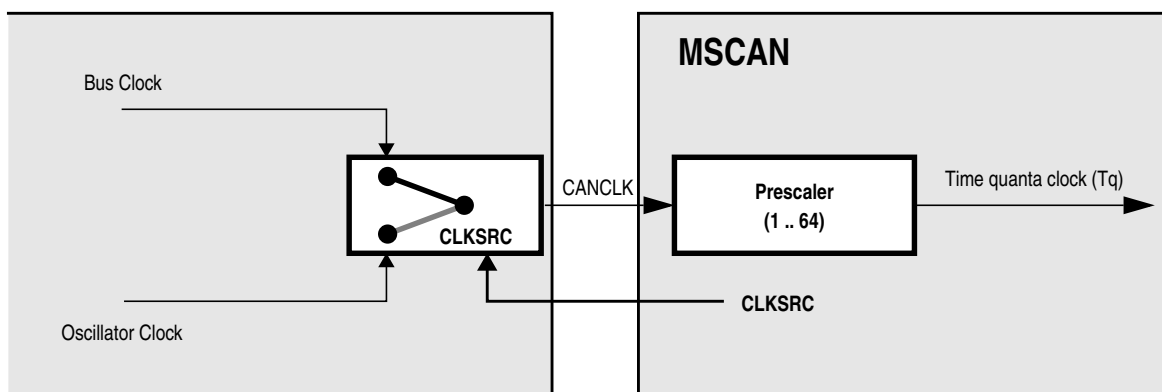 MSCAN
Bus Clock
CANCLK
Prescaler
(1 .. 64)
Time quanta clock (Tq)
CLKSRC
CLKSRC
Oscillator Clock